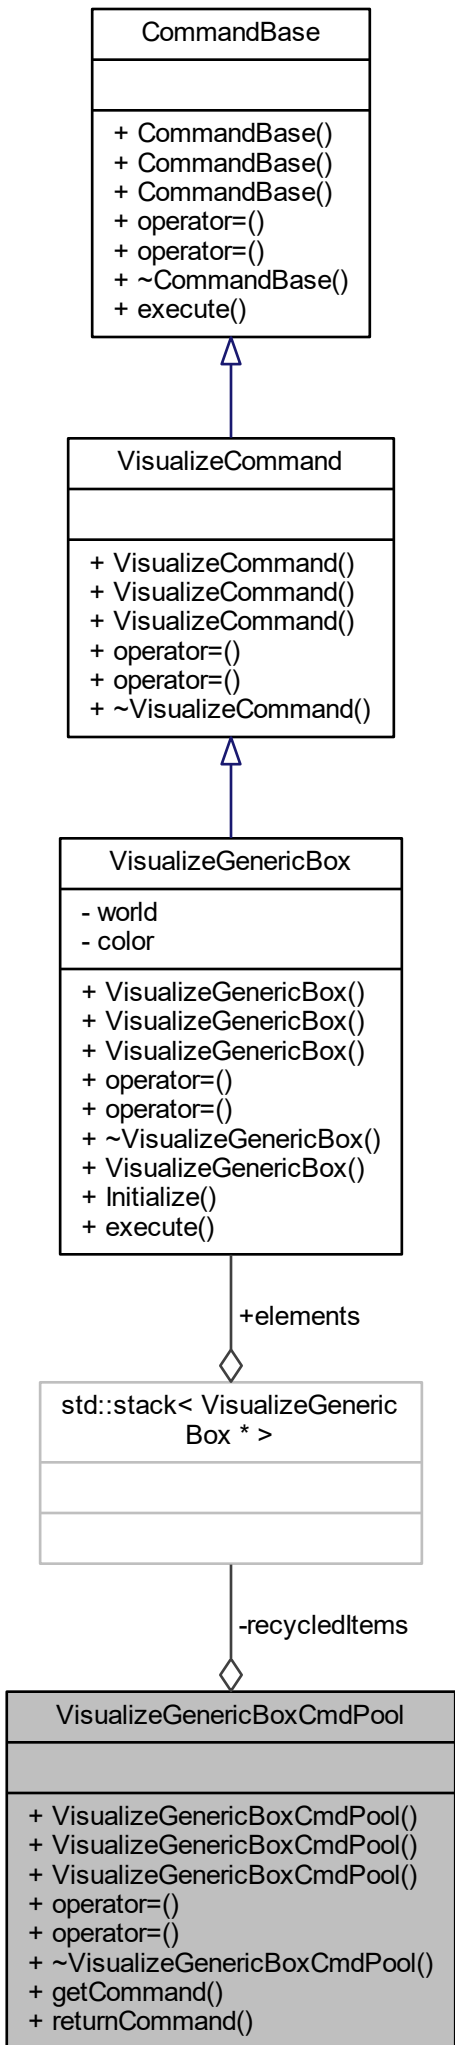 CommandBase
+ CommandBase()
+ CommandBase()
+ CommandBase()
+ operator=()
+ operator=()
+ ~CommandBase()
+ execute()
VisualizeCommand
+ VisualizeCommand()
+ VisualizeCommand()
+ VisualizeCommand()
+ operator=()
+ operator=()
+ ~VisualizeCommand()
VisualizeGenericBox
- world
- color
+ VisualizeGenericBox()
+ VisualizeGenericBox()
+ VisualizeGenericBox()
+ operator=()
+ operator=()
+ ~VisualizeGenericBox()
+ VisualizeGenericBox()
+ Initialize()
+ execute()
+elements
std::stack< VisualizeGeneric
Box * >
-recycledItems
VisualizeGenericBoxCmdPool
+ VisualizeGenericBoxCmdPool()
+ VisualizeGenericBoxCmdPool()
+ VisualizeGenericBoxCmdPool()
+ operator=()
+ operator=()
+ ~VisualizeGenericBoxCmdPool()
+ getCommand()
+ returnCommand()